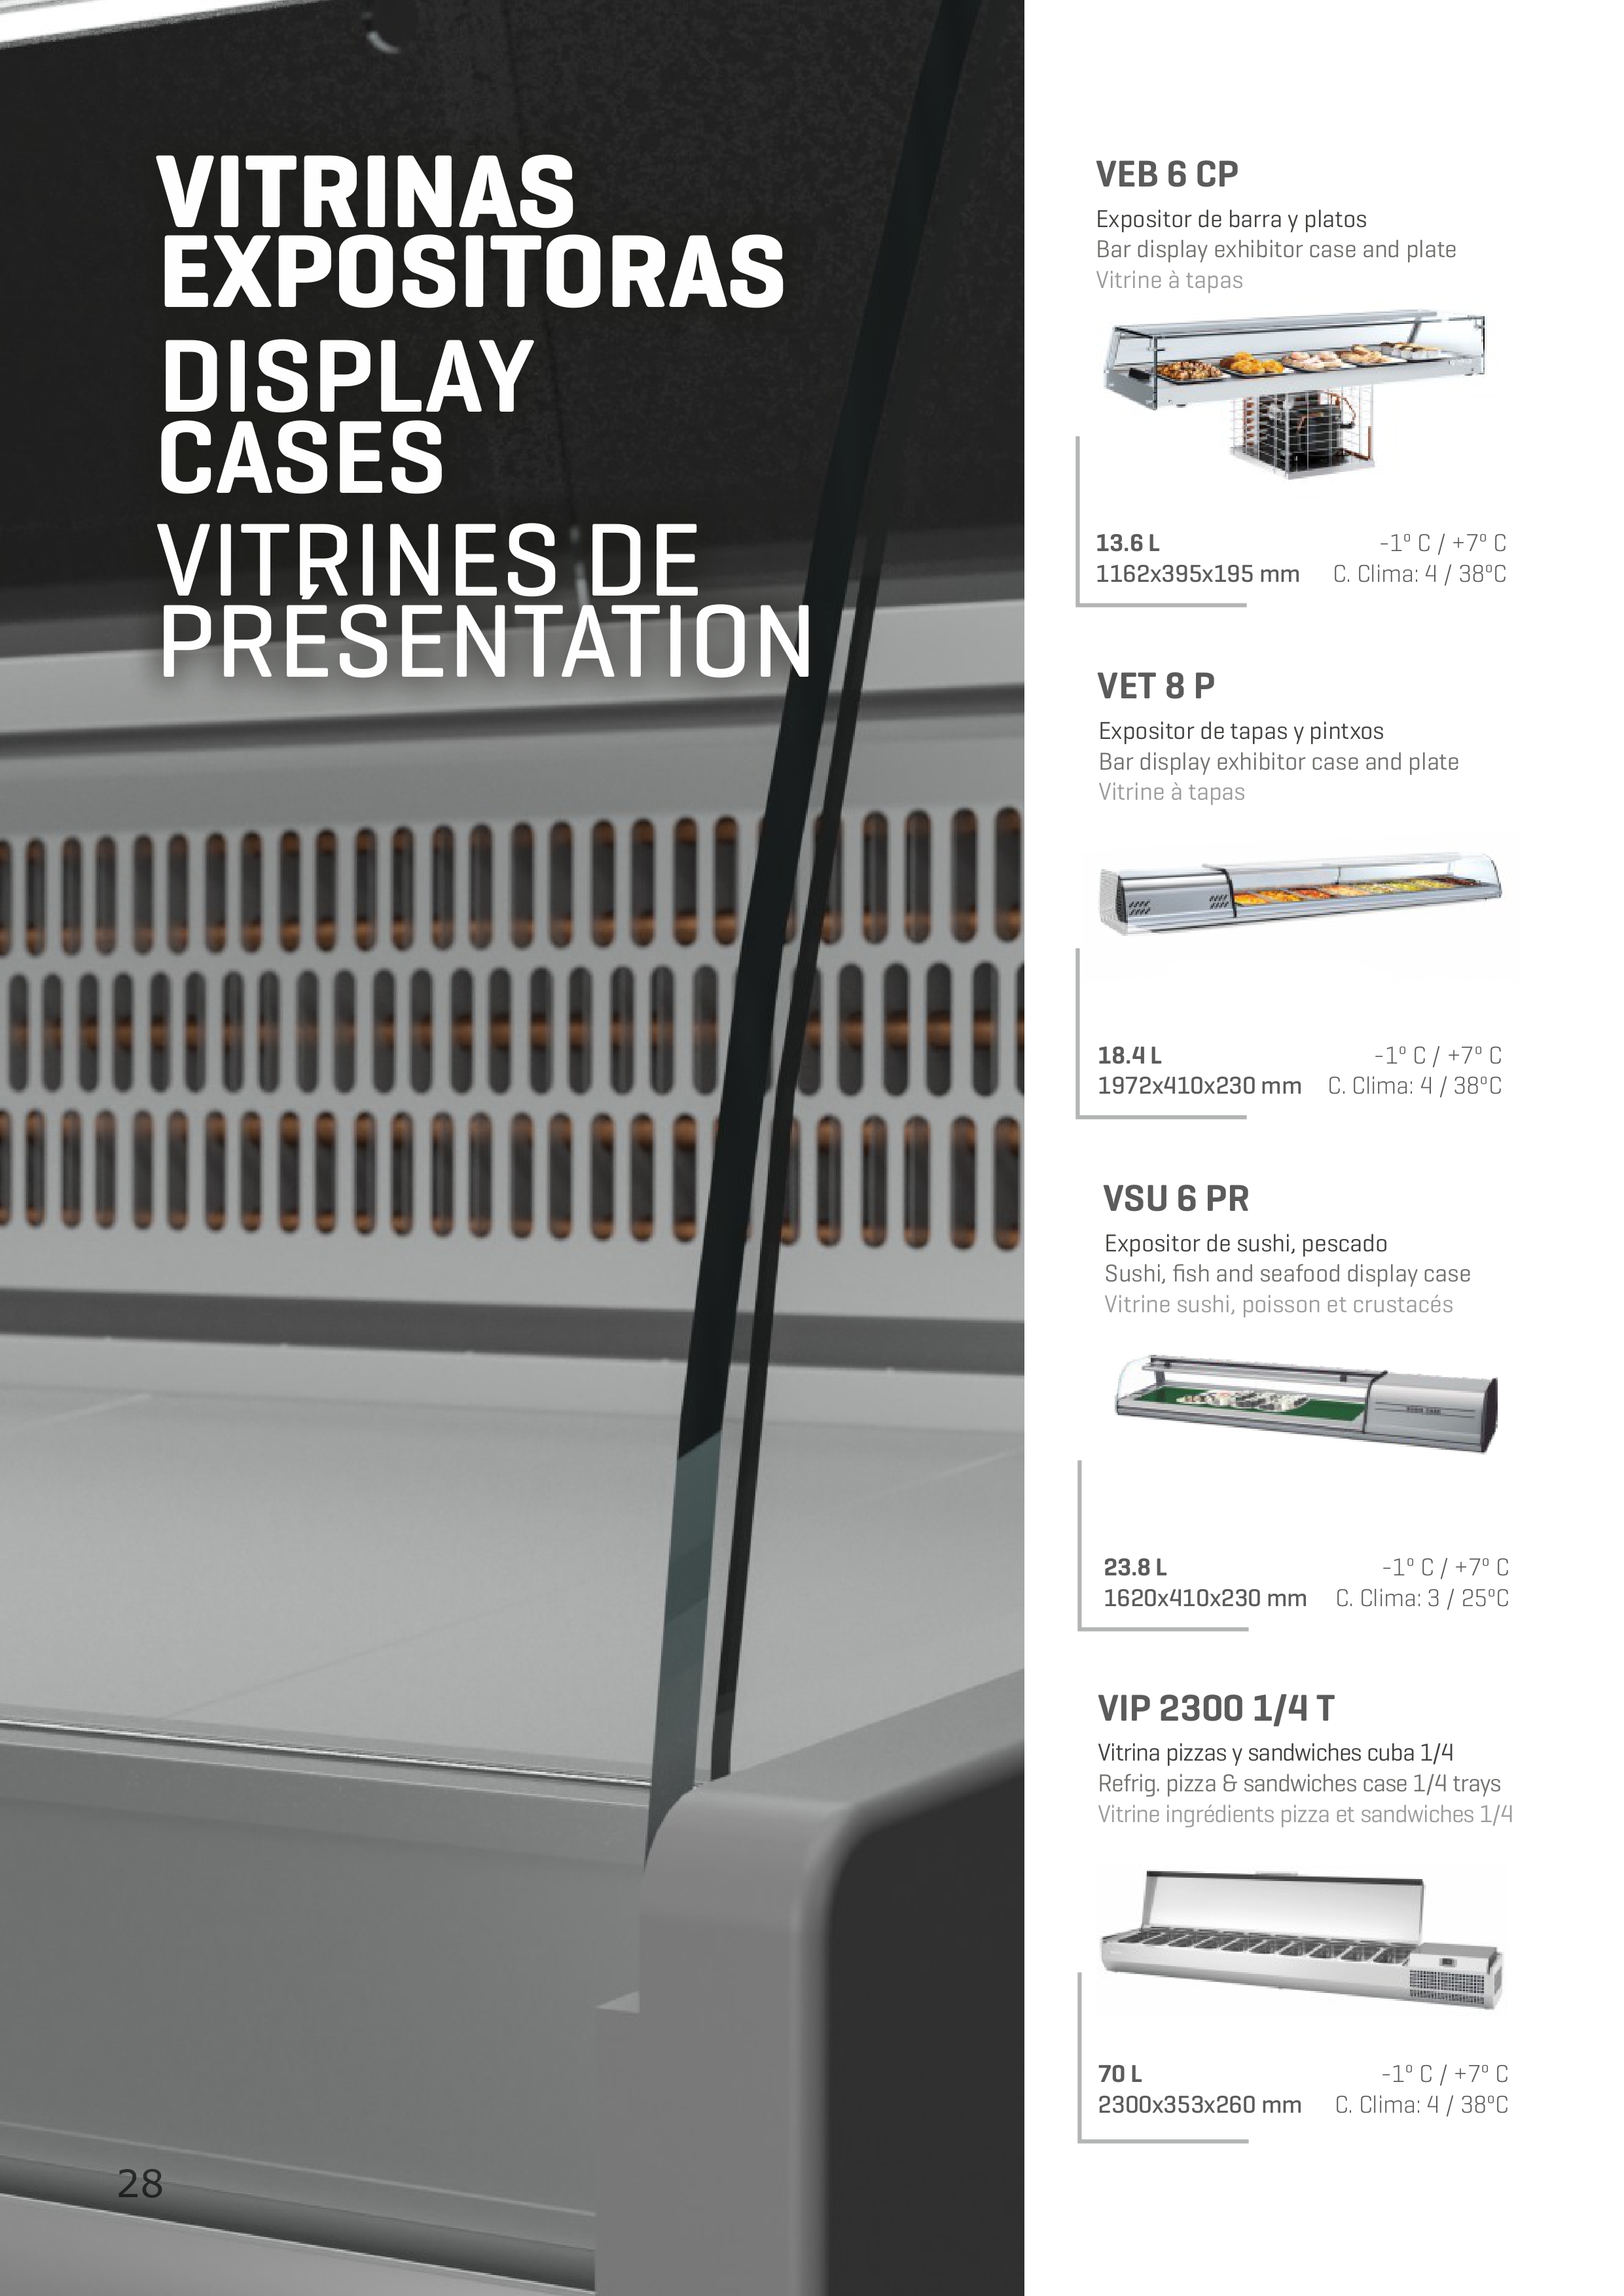 VITRINAS
EXPOSITORAS
DISPLAY
CASES
VITRINES DE
PRÉSENTATION
28
VEB 6 CP
Expositor de barra y platos
Bar display exhibitor case and plate
Vitrine à tapas
13.6 L -1º C / +7º C
1162x395x195 mm C. Clima: 4 / 38ºC
VET 8 P
Expositor de tapas y pintxos
Bar display exhibitor case and plate
Vitrine à tapas
18.4 L -1º C / +7º C
1972x410x230 mm C. Clima: 4 / 38ºC
VSU 6 PR
Expositor de sushi, pescado
Sushi, fish and seafood display case
Vitrine sushi, poisson et crustacés
23.8 L -1º C / +7º C
1620x410x230 mm C. Clima: 3 / 25ºC
VIP 2300 1/4 T
Vitrina pizzas y sandwiches cuba 1/4
Refrig. pizza & sandwiches case 1/4 trays
Vitrine ingrédients pizza et sandwiches 1/4
70 L -1º C / +7º C
2300x353x260 mm C. Clima: 4 / 38ºC